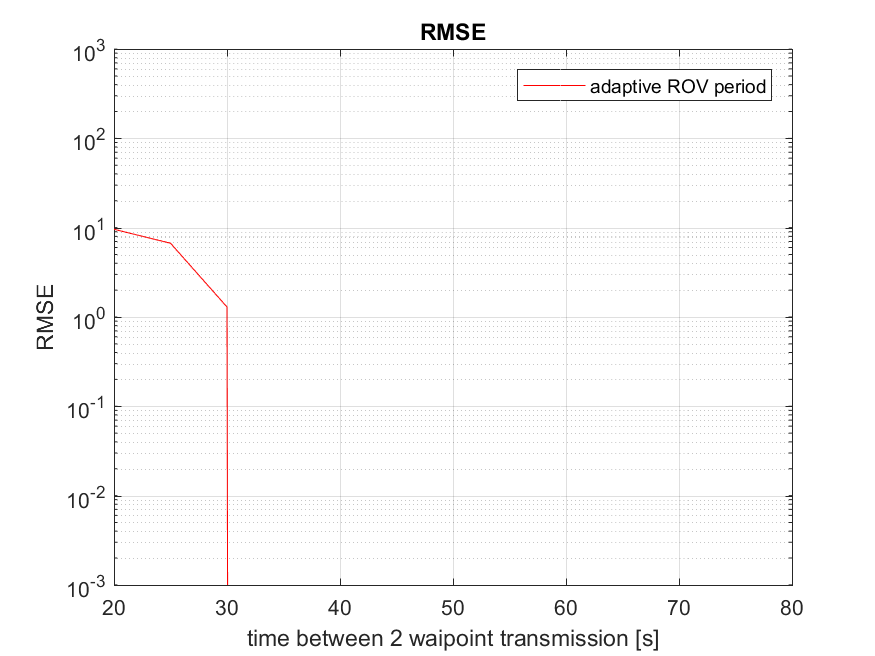 RMSE
adaptive ROV period
10^3
10^2
10^1
10^0
10^-1
10^-2
10^-3
RMSE
20 30 40 50 60 70 80
time between 2 waipoint transmission [s]